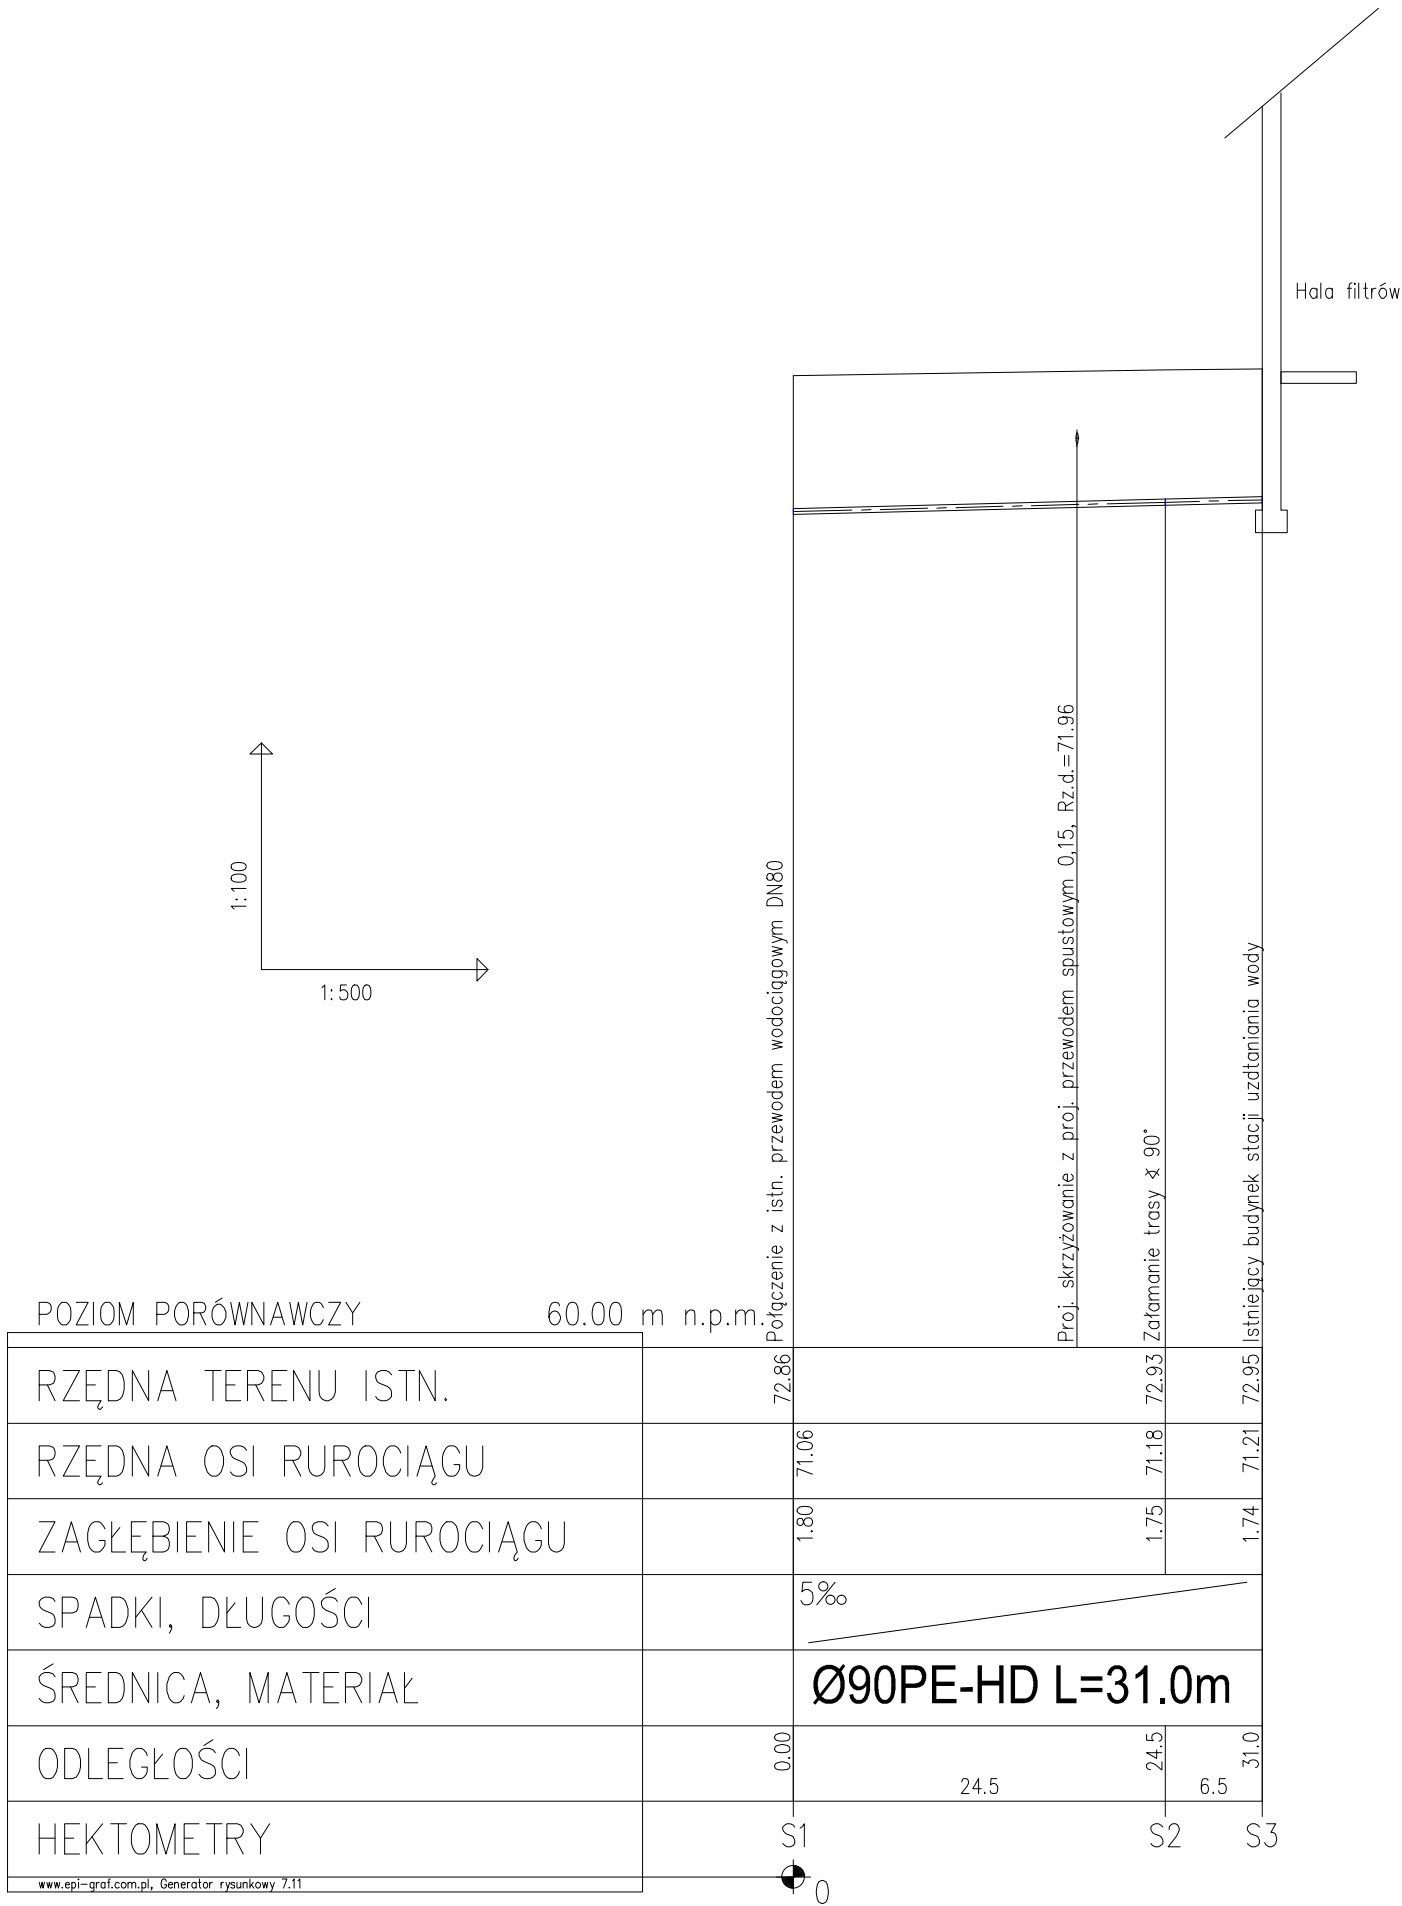 Hala filtrów
1:100
1:500
Połączenie z istn. przewodem wodociągowym DN80
Proj. skrzyżowanie z proj. przewodem spustowym 0,15, Rz.d.=71.96
Załamanie trasy ∢ 90°
Istniejący budynek stacji uzdtaniania wody
POZIOM PORÓWNAWCZY 60.00 m n.p.m.
RZĘDNA TERENU ISTN. 72.86 72.93 72.95
RZĘDNA OSI RUROCIĄGU 71.06 71.18 71.21
ZAGŁĘBIENIE OSI RUROCIĄGU 1.80 1.75 1.74
SPADKI, DŁUGOŚCI 5‰
ŚREDNICA, MATERIAŁ Ø90PE-HD L=31.0m
ODLEGŁOŚCI 0.00 24.5 24.5 6.5 31.0
HEKTOMETRY S1 S2 S3
www.epi-graf.com.pl, Generator rysunkowy 7.11
0